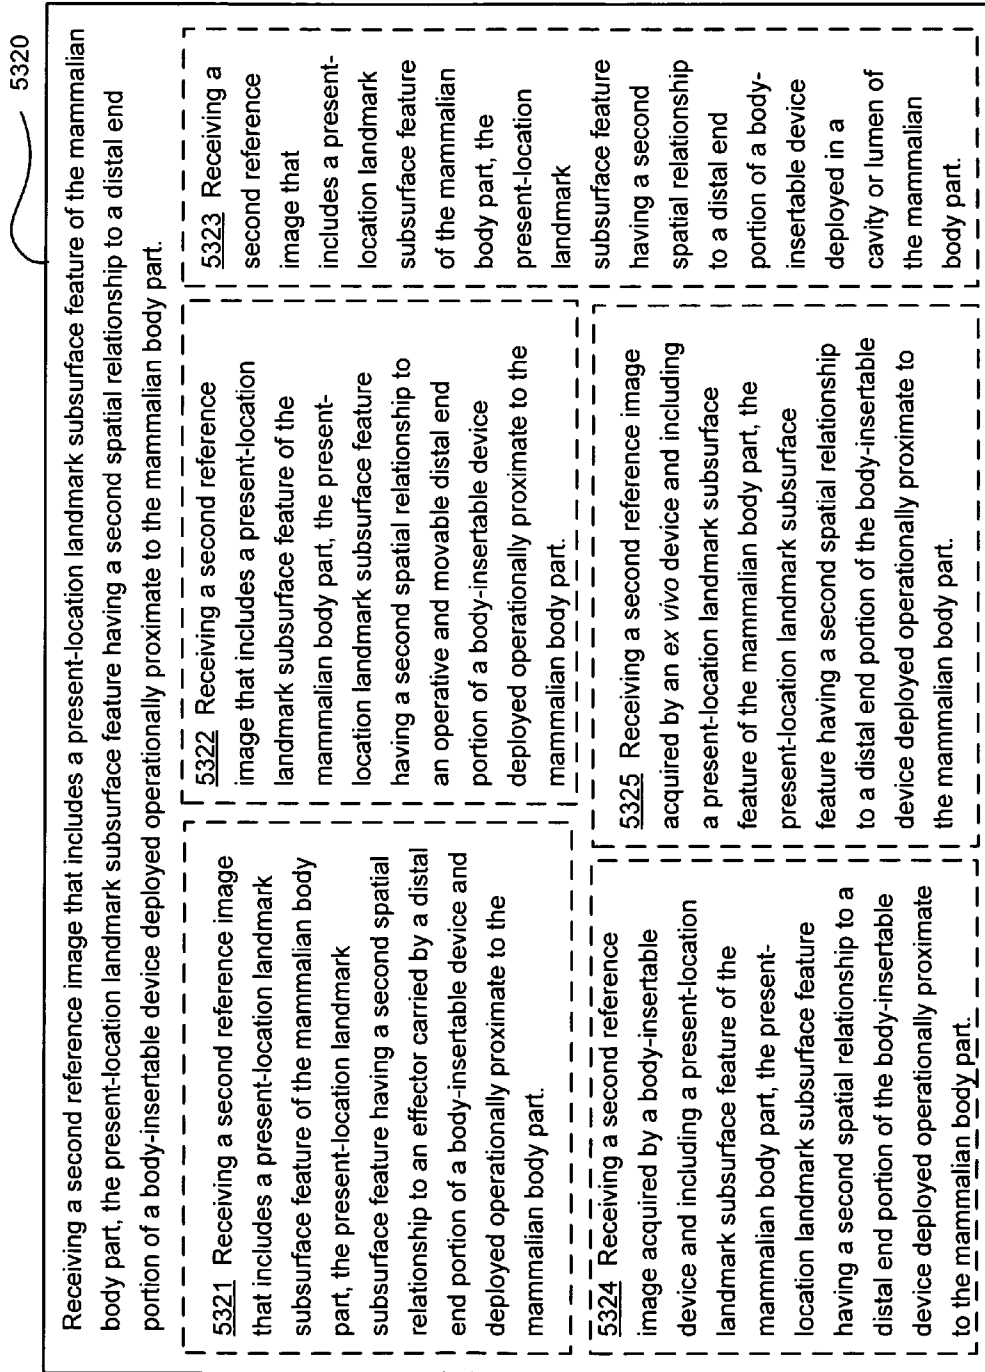 5320
Receiving a second reference image that includes a present-location landmark subsurface feature of the mammalian
body part, the present-location landmark subsurface feature having a second spatial relationship to a distal end
portion of a body-insertable device deployed operationally proximate to the mammalian body part.
5321 Receiving a second reference image
that includes a present-location landmark
subsurface feature of the mammalian body
part, the present-location landmark
subsurface feature having a second spatial
relationship to an effector carried by a distal
end portion of a body-insertable device and
deployed operationally proximate to the
mammalian body part.
5322 Receiving a second reference
image that includes a present-location
landmark subsurface feature of the
mammalian body part, the present-
location landmark subsurface feature
having a second spatial relationship to
an operative and movable distal end
portion of a body-insertable device
deployed operationally proximate to the
mammalian body part.
5323 Receiving a
second reference
image that
includes a present-
location landmark
subsurface feature
of the mammalian
body part, the
present-location
landmark
subsurface feature
having a second
spatial relationship
to a distal end
portion of a body-
insertable device
deployed in a
cavity or lumen of
the mammalian
body part.
5324 Receiving a second reference
image acquired by a body-insertable
device and including a present-location
landmark subsurface feature of the
mammalian body part, the present-
location landmark subsurface feature
having a second spatial relationship to a
distal end portion of the body-insertable
device deployed operationally proximate
to the mammalian body part.
5325 Receiving a second reference image
acquired by an ex vivo device and including
a present-location landmark subsurface
feature of the mammalian body part, the
present-location landmark subsurface
feature having a second spatial relationship
to a distal end portion of the body-insertable
device deployed operationally proximate to
the mammalian body part.